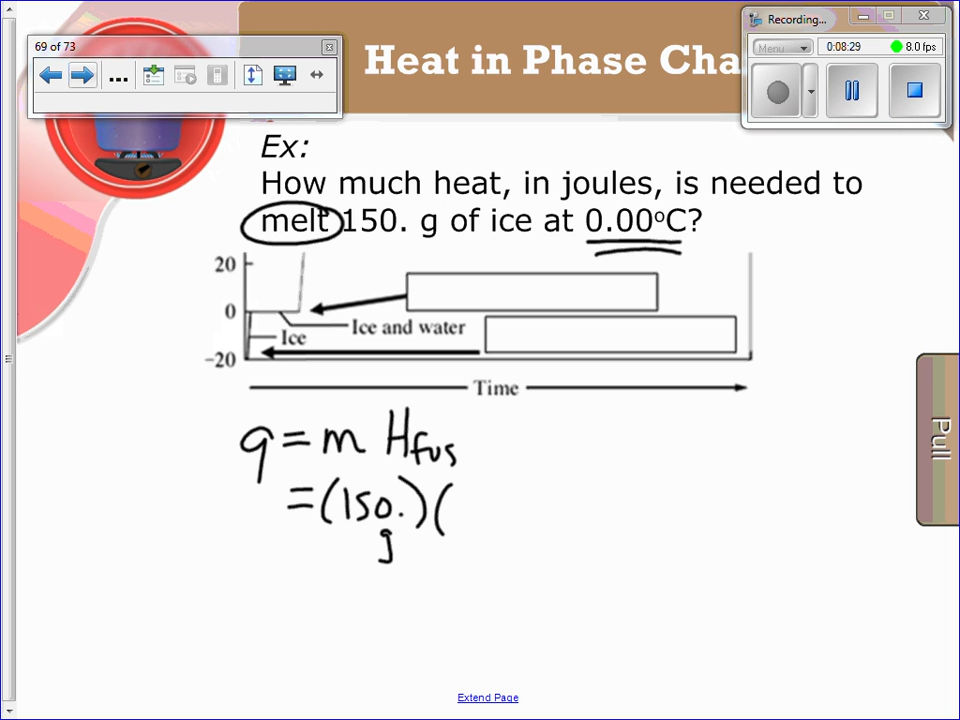 69 of 73
Recording...
Menu
0:08:29
8.0 fps
Heat in Phase Cha
Ex:
How much heat, in joules, is needed to
melt 150. g of ice at 0.00°C?
20
0
Ice and water
Ice
−20
Time
q = m Hfus
= (150.) (
g
Pull
Extend Page